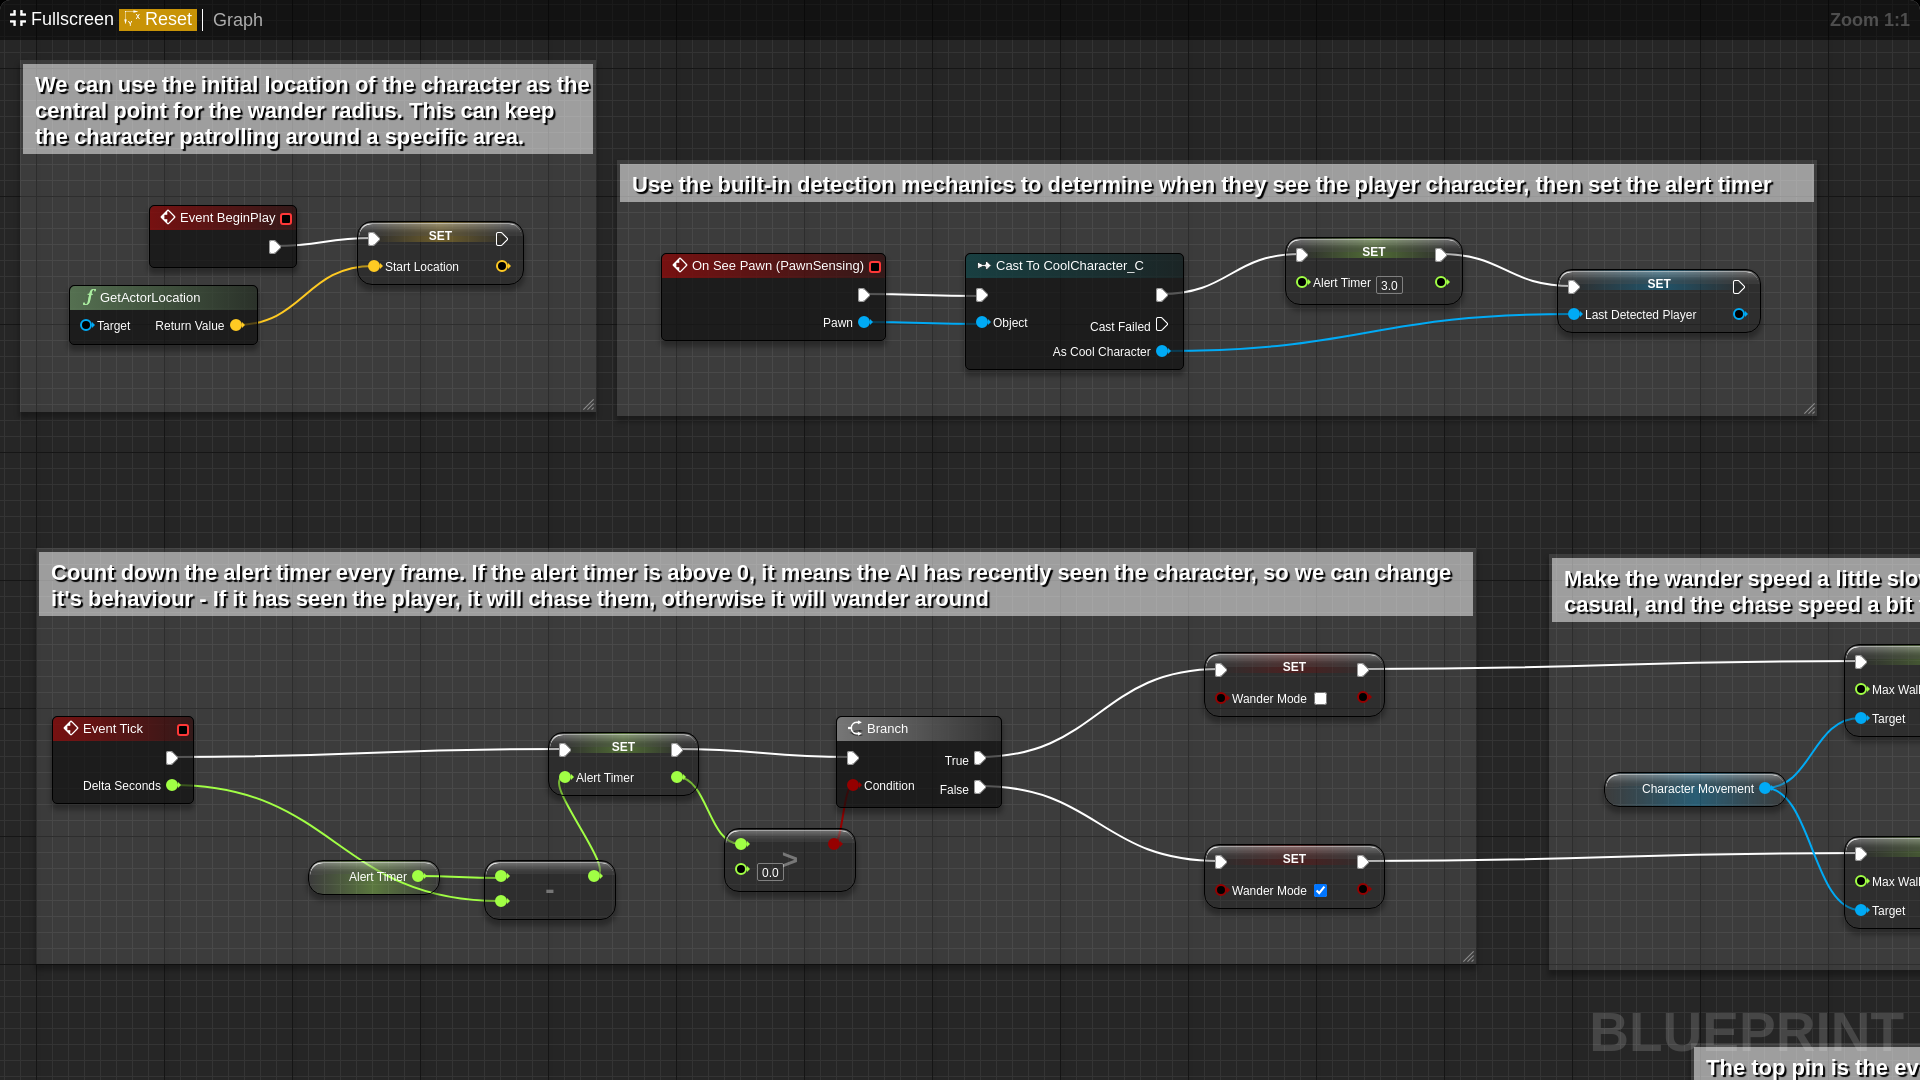 Fullscreen Reset Graph Zoom 1:1
We can use the initial location of the character as the
central point for the wander radius. This can keep
the character patrolling around a specific area.
Event BeginPlay
SET
Start Location
GetActorLocation
Target Return Value
Use the built-in detection mechanics to determine when they see the player character, then set the alert timer
On See Pawn (PawnSensing)
Pawn
Cast To CoolCharacter_C
Object
Cast Failed
As Cool Character
SET
Alert Timer 3.0
SET
Last Detected Player
Count down the alert timer every frame. If the alert timer is above 0, it means the AI has recently seen the character, so we can change
it's behaviour - If it has seen the player, it will chase them, otherwise it will wander around
Event Tick
Delta Seconds
Alert Timer
-
SET
Alert Timer
>
0.0
Branch
True
Condition
False
SET
Wander Mode
SET
Wander Mode
Make the wander speed a little slo
casual, and the chase speed a bit
Max Wal
Target
Character Movement
Max Wal
Target
BLUEPRINT
The top pin is the ev